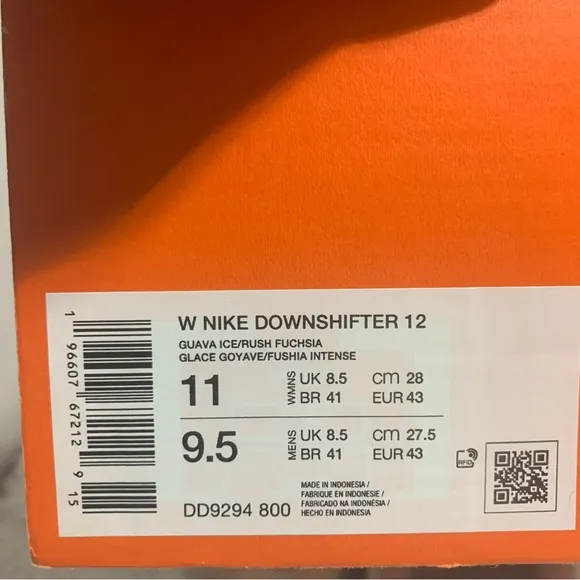 W NIKE DOWNSHIFTER 12
GUAVA ICE/RUSH FUCHSIA
GLACE GOYAVE/FUSHIA INTENSE
11 WMNS UK 8.5 CM 28
BR 41 EUR 43
9.5 MENS UK 8.5 CM 27.5
BR 41 EUR 43
DD9294 800
MADE IN INDONESIA /
FABRIQUE EN INDONESIE /
FABRICADO NA INDONÉSIA /
HECHO EN INDONESIA
RFID
1 96607 67212 9 15